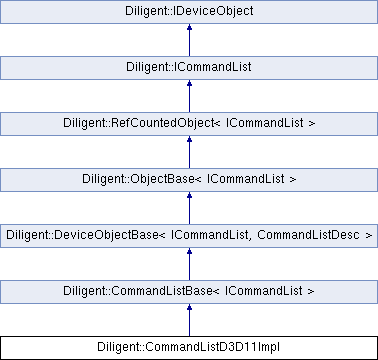 Diligent::IDeviceObject
Diligent::ICommandList
Diligent::RefCountedObject< ICommandList >
Diligent::ObjectBase< ICommandList >
Diligent::DeviceObjectBase< ICommandList, CommandListDesc >
Diligent::CommandListBase< ICommandList >
Diligent::CommandListD3D11Impl